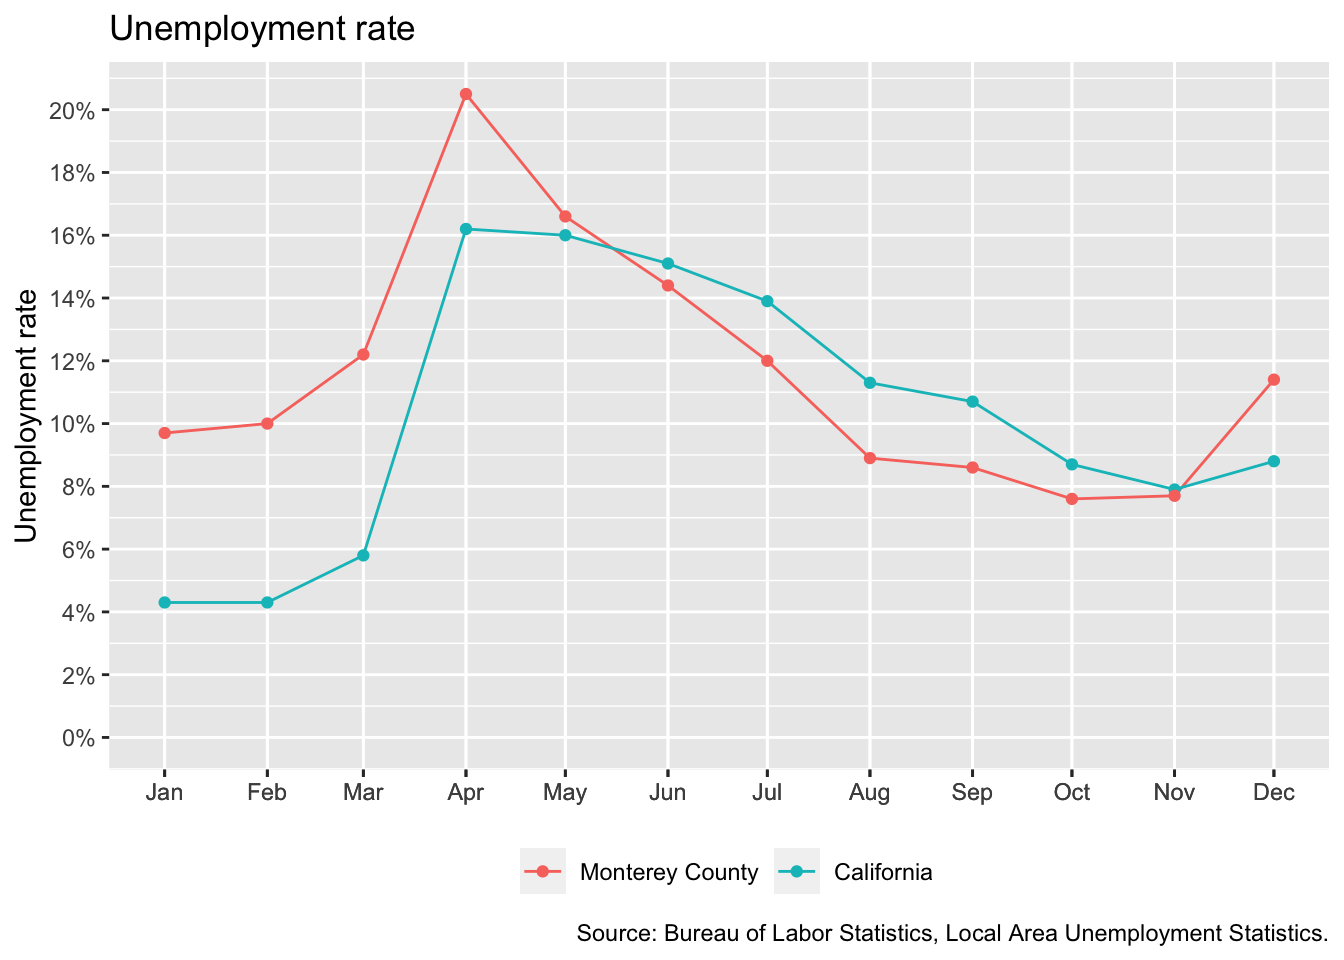 Unemployment rate
Unemployment rate
20%
18%
16%
14%
12%
10%
8%
6%
4%
2%
0%
Jan Feb Mar Apr May Jun Jul Aug Sep Oct Nov Dec
Monterey County California
Source: Bureau of Labor Statistics, Local Area Unemployment Statistics.